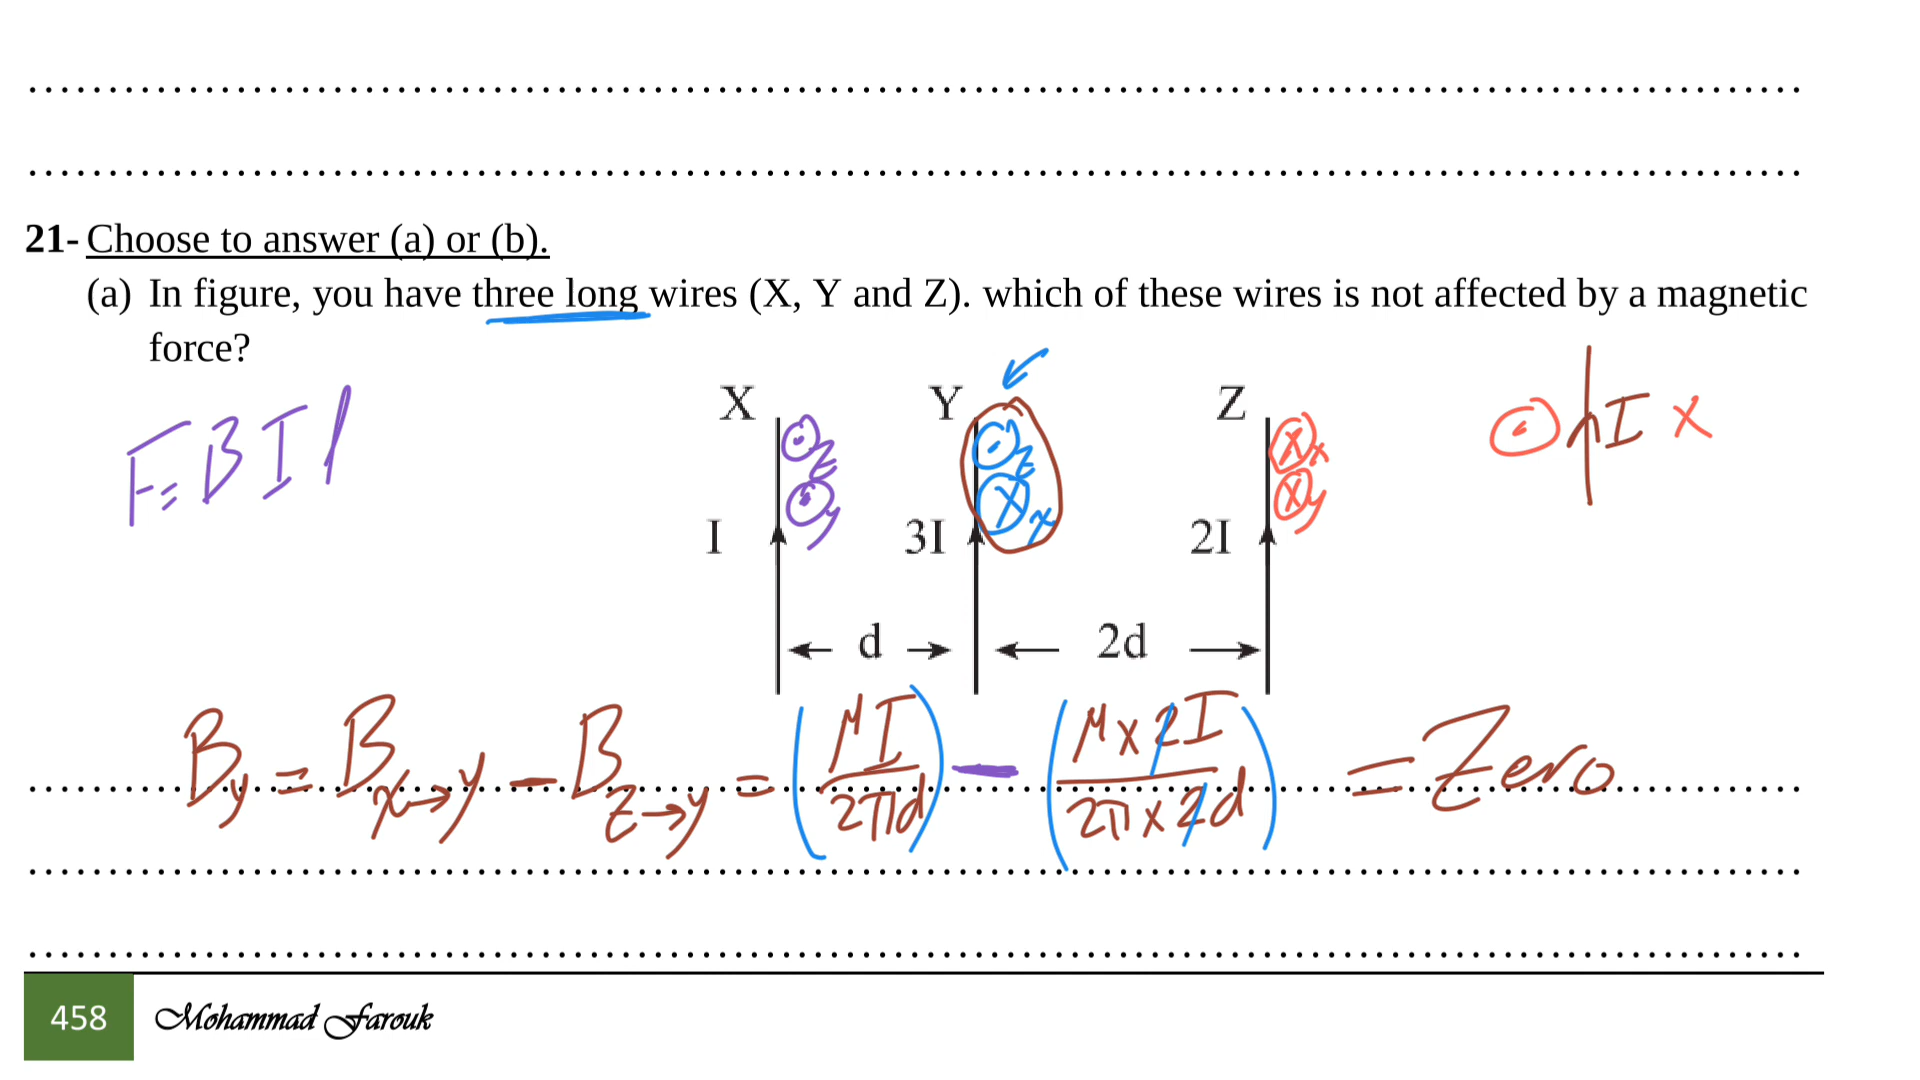 21- Choose to answer (a) or (b).
(a) In figure, you have three long wires (X, Y and Z). which of these wires is not affected by a magnetic
force?
F=BIl
X Y Z
⊙z ⊙z ⊗x
⊙y ⊗x ⊗y
⊙ I X
I 3I 2I
d 2d
By = Bx→y - Bz→y = (μI / 2πd) - (μ×2I / 2π×2d) = Zero
458 Mohammad Farouk